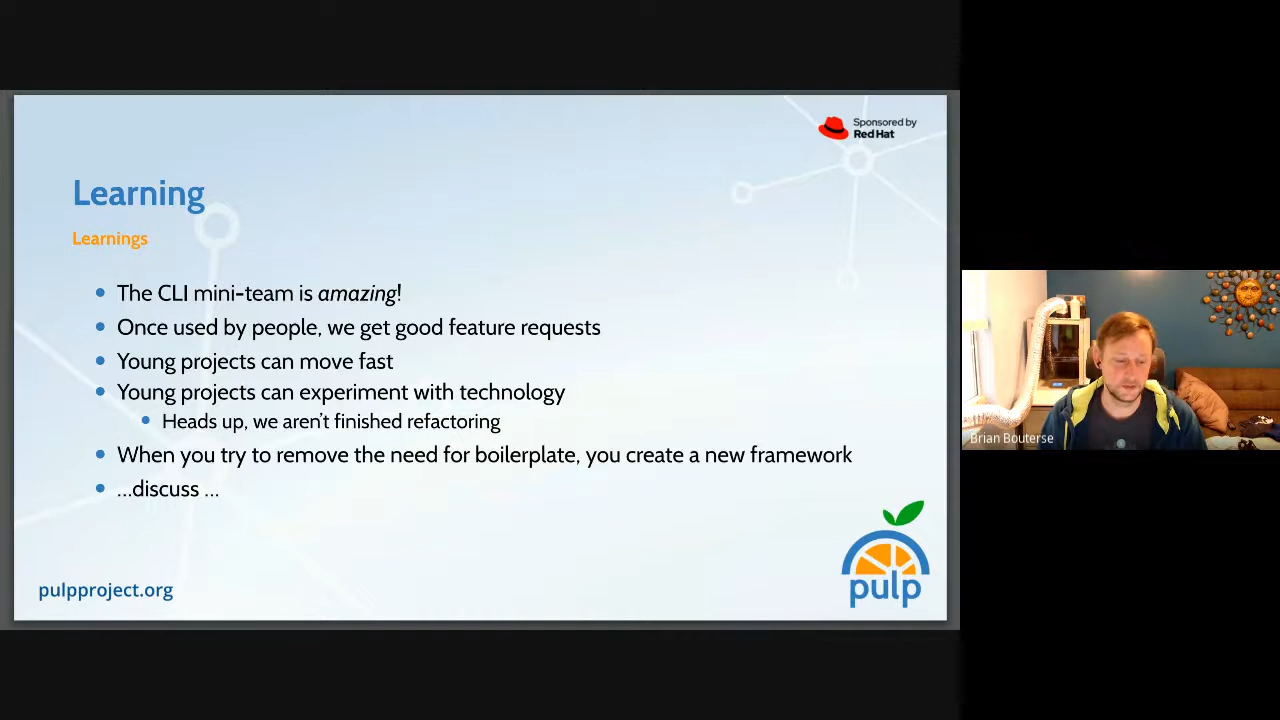 Sponsored by
Red Hat
Learning
Learnings
The CLI mini-team is amazing!
Once used by people, we get good feature requests
Young projects can move fast
Young projects can experiment with technology
Heads up, we aren't finished refactoring
When you try to remove the need for boilerplate, you create a new framework
...discuss ...
pulpproject.org
pulp
Brian Bouterse